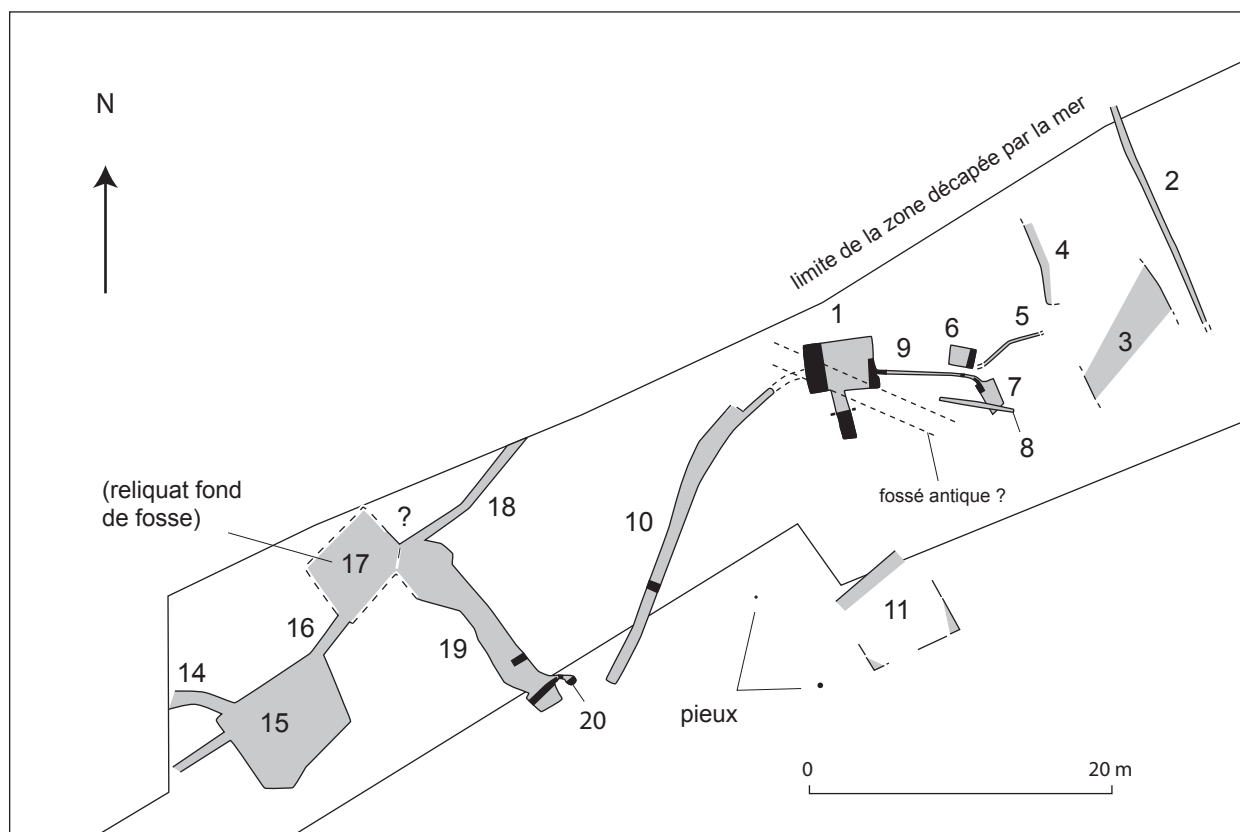 N
limite de la zone décapée par la mer
2
4
1
5
6
9
3
7
8
fossé antique ?
(reliquat fond
de fosse)
?
18
10
17
11
16
19
14
15
20
pieux
0 20 m